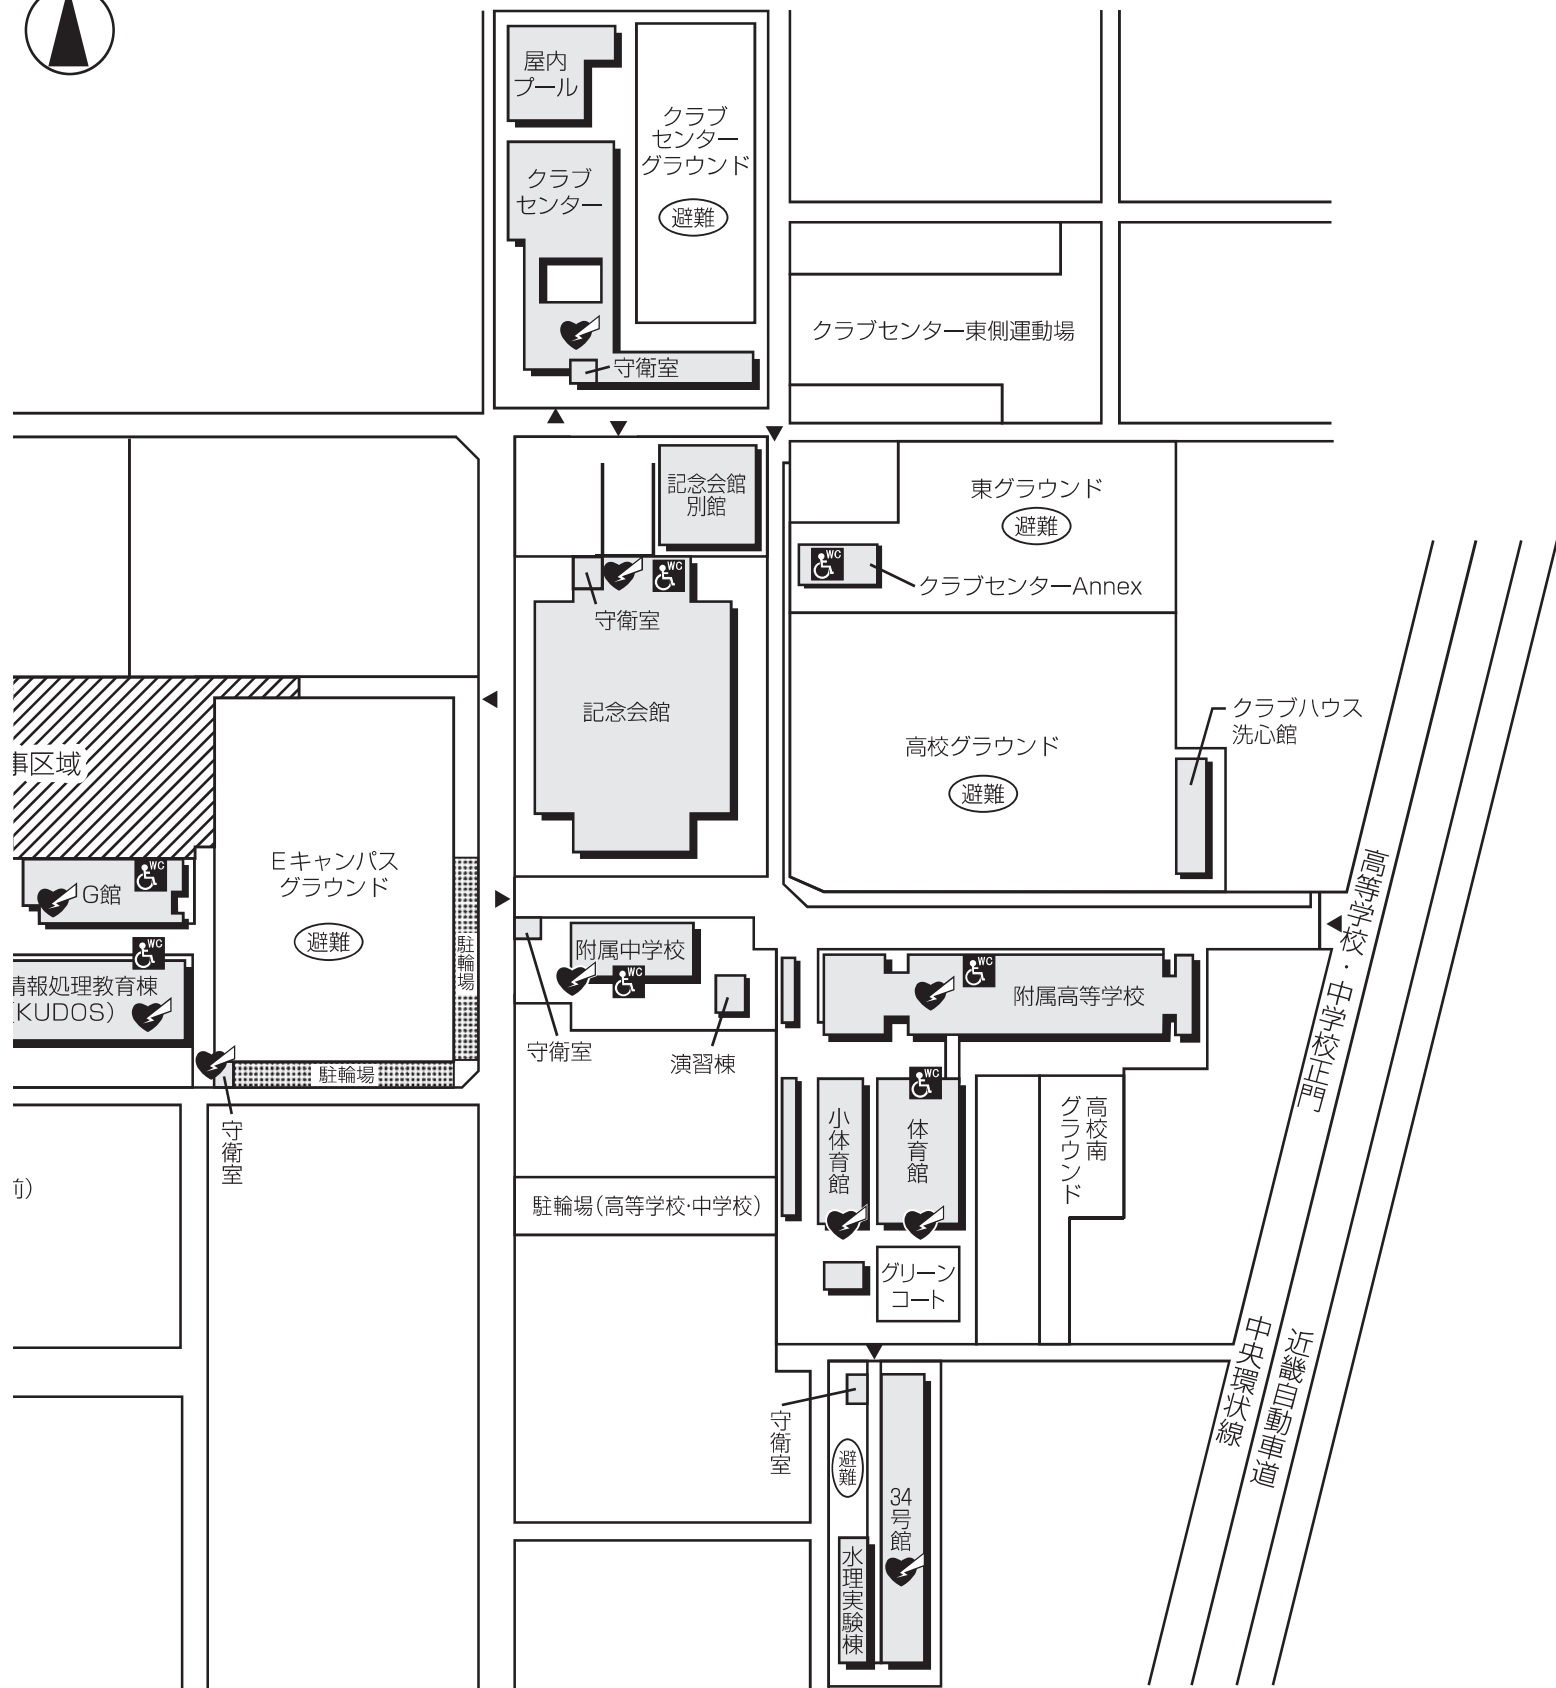 屋内
プール
クラブ
センター
グラウンド
避難
クラブ
センター
守衛室
クラブセンター東側運動場
記念会館
別館
WC
守衛室
記念会館
東グラウンド
避難
WC
クラブセンターAnnex
高校グラウンド
避難
クラブハウス
洗心館
事区域
Eキャンパス
グラウンド
避難
駐輪場
WC
G館
WC
情報処理教育棟
(KUDOS)
駐輪場
守衛室
前)
附属中学校
WC
守衛室
演習棟
WC
附属高等学校
高等学校・中学校正門
WC
小体育館
体育館
高校南
グラウンド
駐輪場(高等学校・中学校)
グリーン
コート
中央環状線
近畿自動車道
守衛室
避難
34号館
水理実験棟